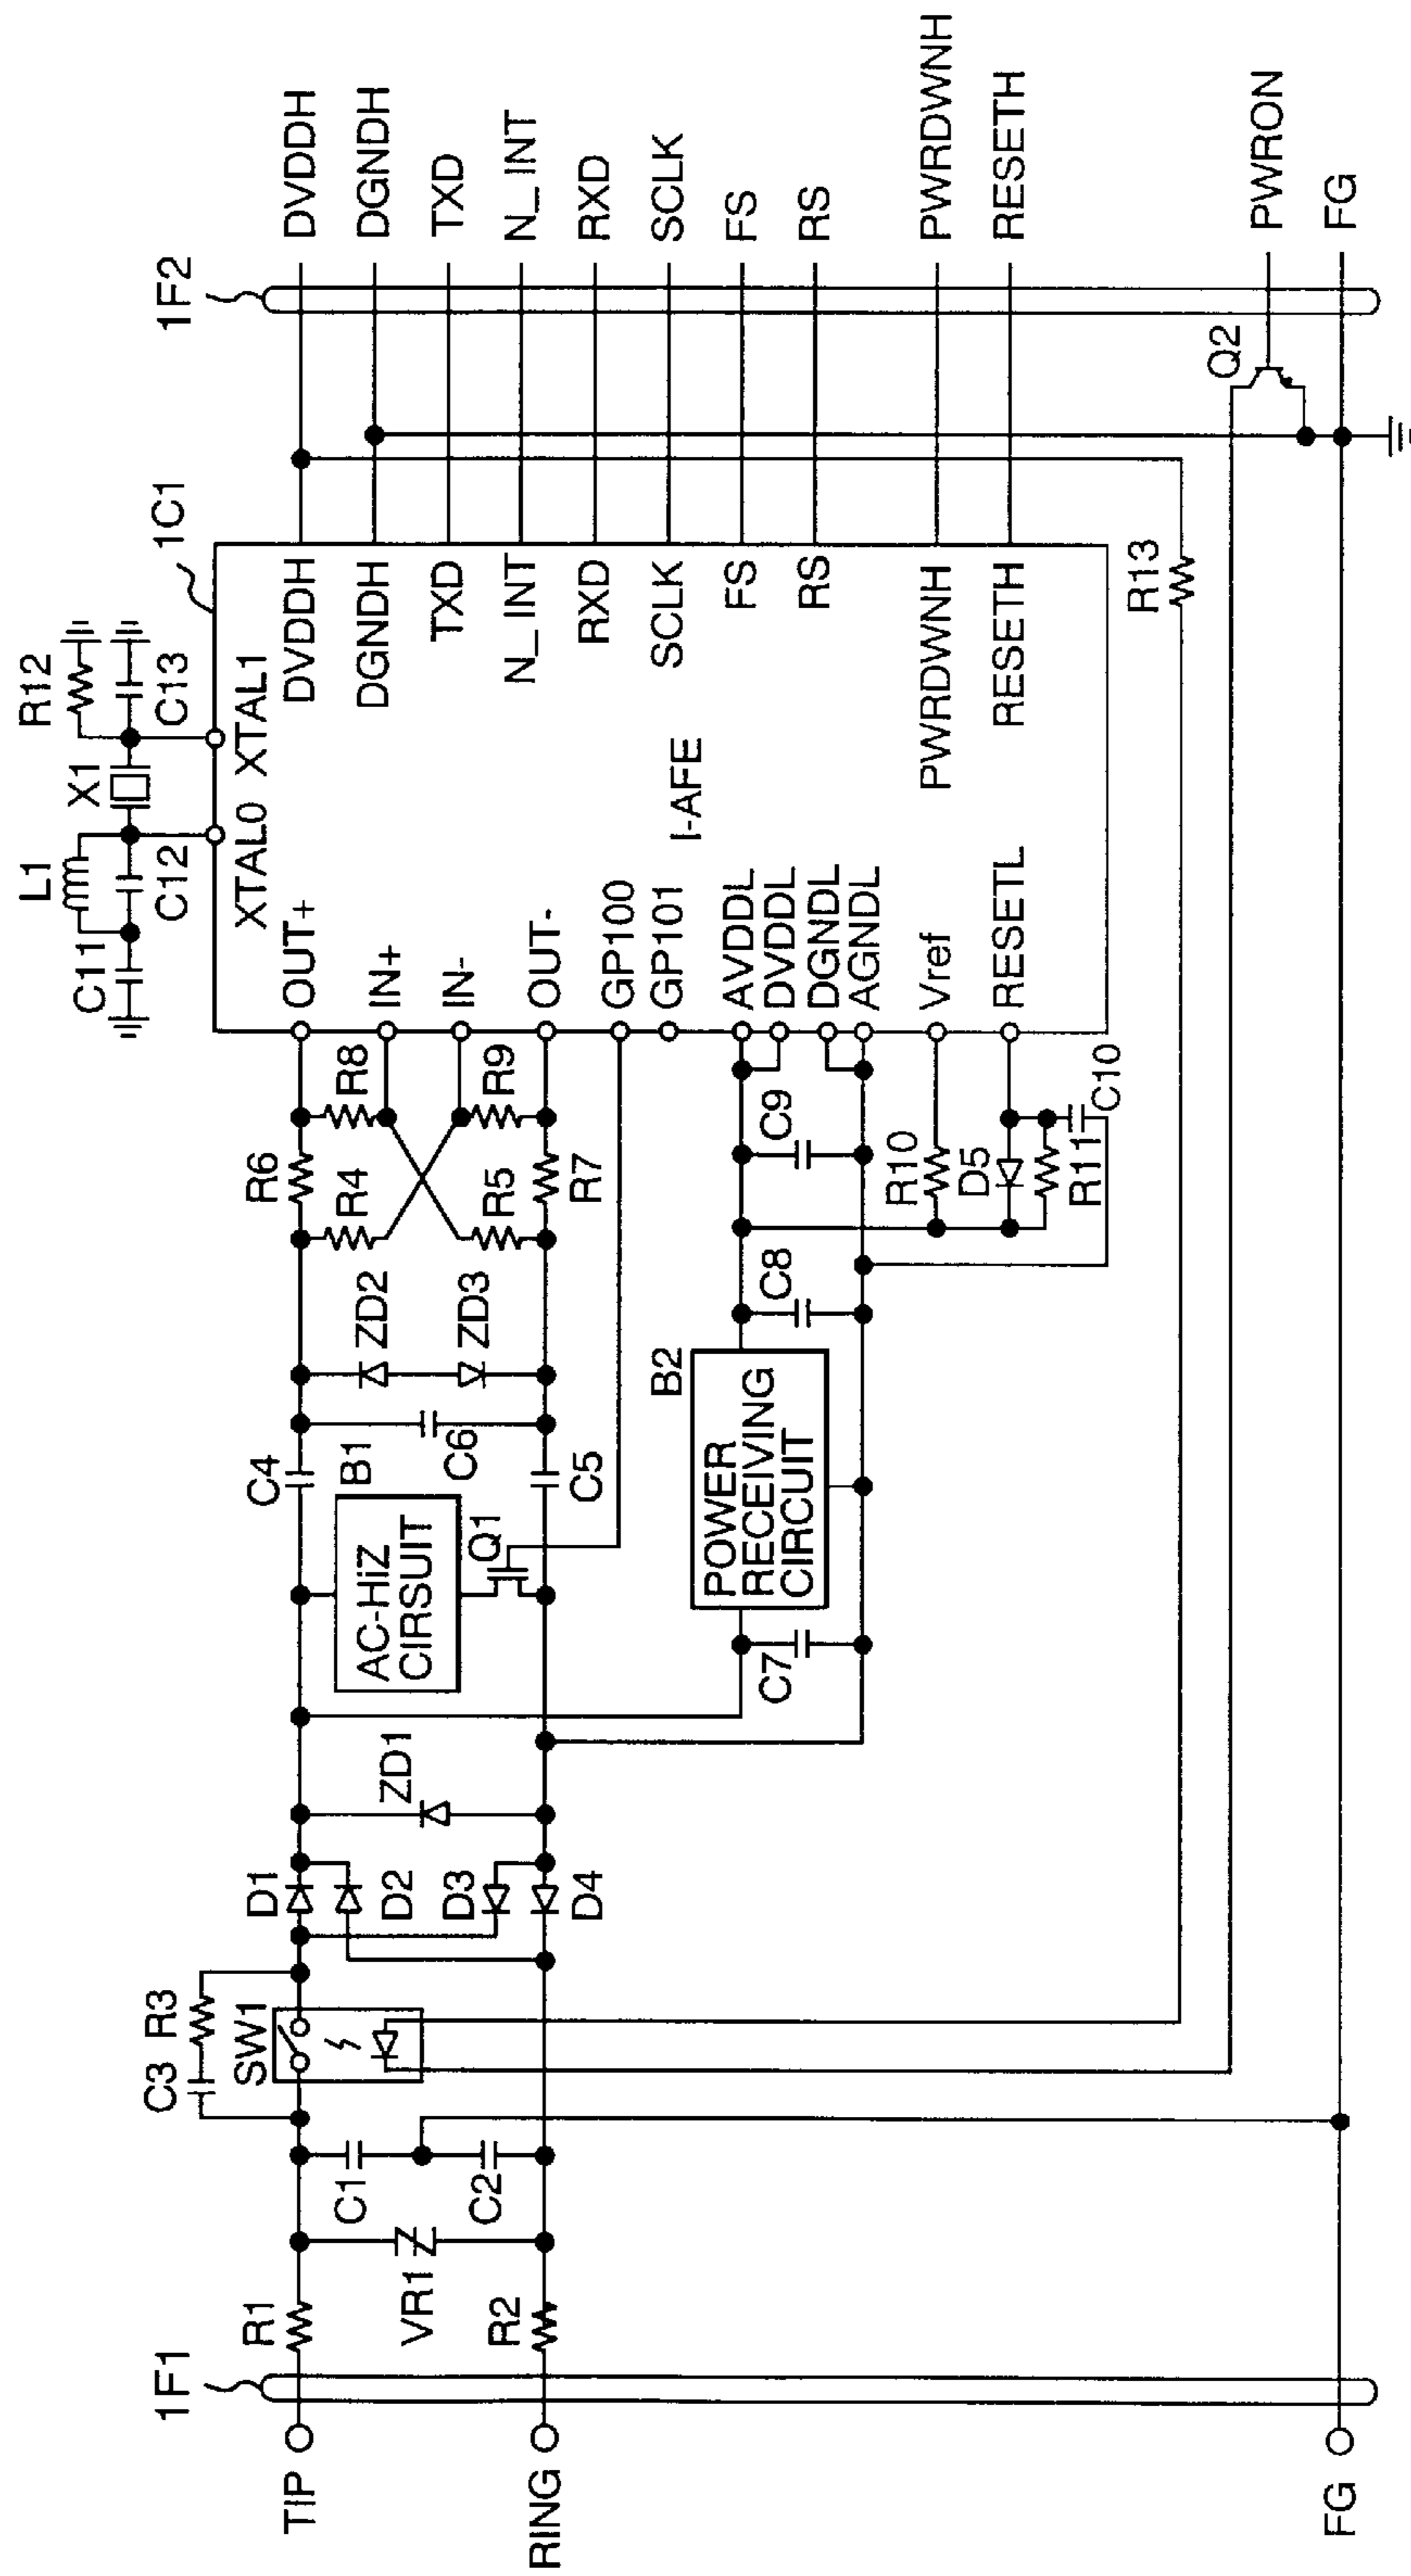 TIP
RING
FG
1F1
R1
R2
VR1
C1
C2
C3
R3
SW1
D1
D2
D3
D4
ZD1
AC-HiZ
CIRSUIT
B1
Q1
C4
C5
C6
ZD2
ZD3
R4
R5
R6
R7
R8
R9
C7
POWER
RECEIVING
CIRCUIT
B2
C8
C9
R10
D5
R11
C10
C11
L1
C12
X1
R12
C13
1C1
XTAL0
XTAL1
OUT+
IN+
IN-
OUT-
GP100
GP101
AVDDL
DVDDL
DGNDL
AGNDL
Vref
RESETL
I-AFE
DVDDH
DGNDH
TXD
N_INT
RXD
SCLK
FS
RS
PWRDWNH
RESETH
R13
Q2
1F2
DVDDH
DGNDH
TXD
N_INT
RXD
SCLK
FS
RS
PWRDWNH
RESETH
PWRON
FG